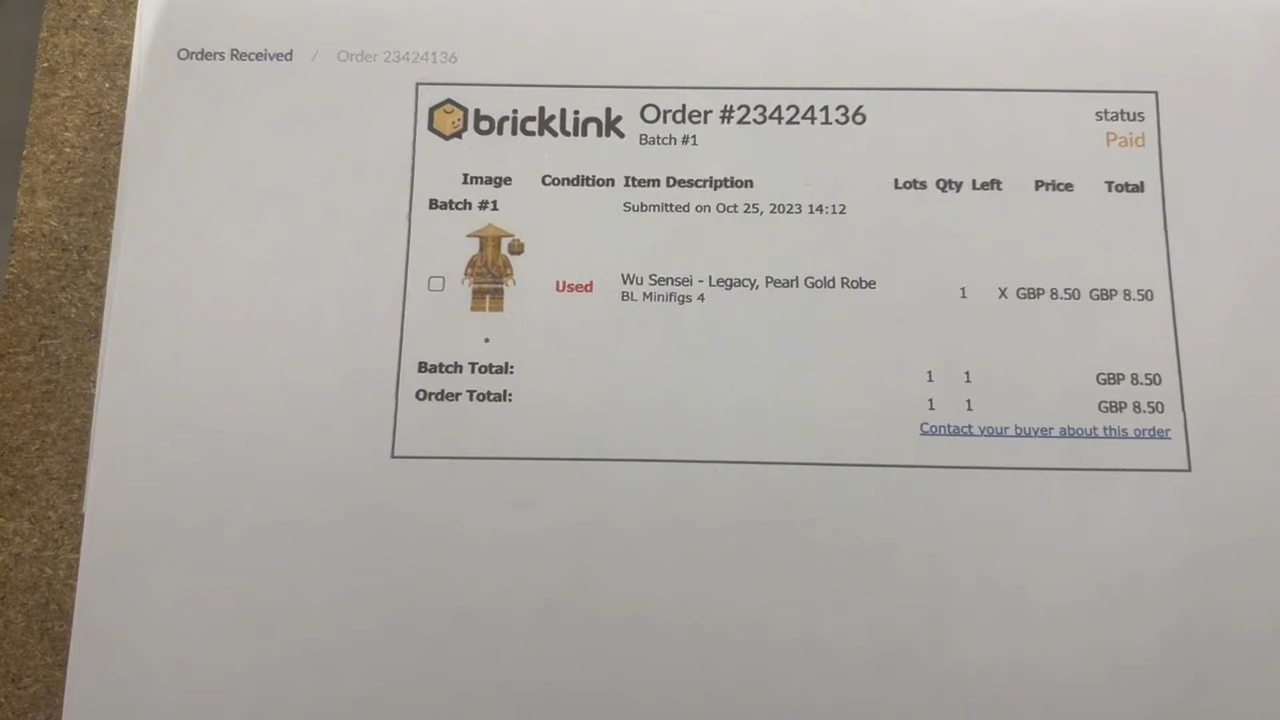 Orders Received / Order 23424136
bricklink Order #23424136 status
Batch #1 Paid
Image Condition Item Description Lots Qty Left Price Total
Batch #1 Submitted on Oct 25, 2023 14:12
Used Wu Sensei - Legacy, Pearl Gold Robe 1 X GBP 8.50 GBP 8.50
BL Minifigs 4
Batch Total: 1 1 GBP 8.50
Order Total: 1 1 GBP 8.50
Contact your buyer about this order